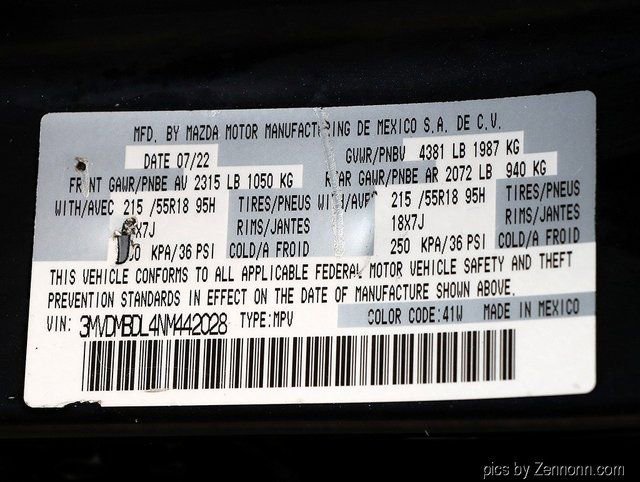 MFD. BY MAZDA MOTOR MANUFACTURING DE MEXICO S.A. DE C.V.
DATE 07/22 GVWR/PNBV 4381 LB 1987 KG
FRONT GAWR/PNBE AV 2315 LB 1050 KG REAR GAWR/PNBE AR 2072 LB 940 KG
WITH/AVEC 215 /55R18 95H TIRES/PNEUS WITH/AVEC 215 /55R18 95H TIRES/PNEUS
X7J RIMS/JANTES 18X7J RIMS/JANTES
KPA/36 PSI COLD/A FROID 250 KPA/36 PSI COLD/A FROID
THIS VEHICLE CONFORMS TO ALL APPLICABLE FEDERAL MOTOR VEHICLE SAFETY AND THEFT
PREVENTION STANDARDS IN EFFECT ON THE DATE OF MANUFACTURE SHOWN ABOVE.
VIN: 3MVDMBDL4NM442028 TYPE:MPV COLOR CODE:41W MADE IN MEXICO
pics by Zennonn.com